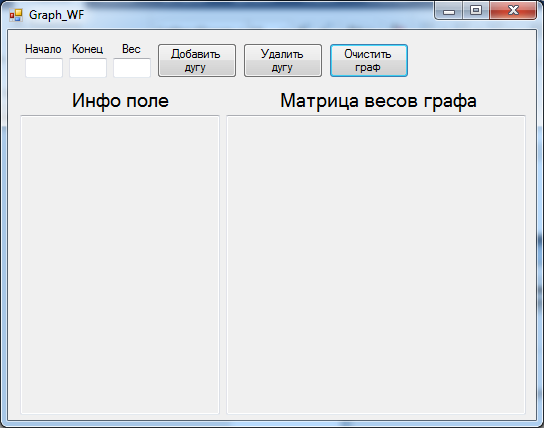 Graph_WF
Начало Конец Вес
Добавить
дугу
Удалить
дугу
Очистить
граф
Инфо поле
Матрица весов графа